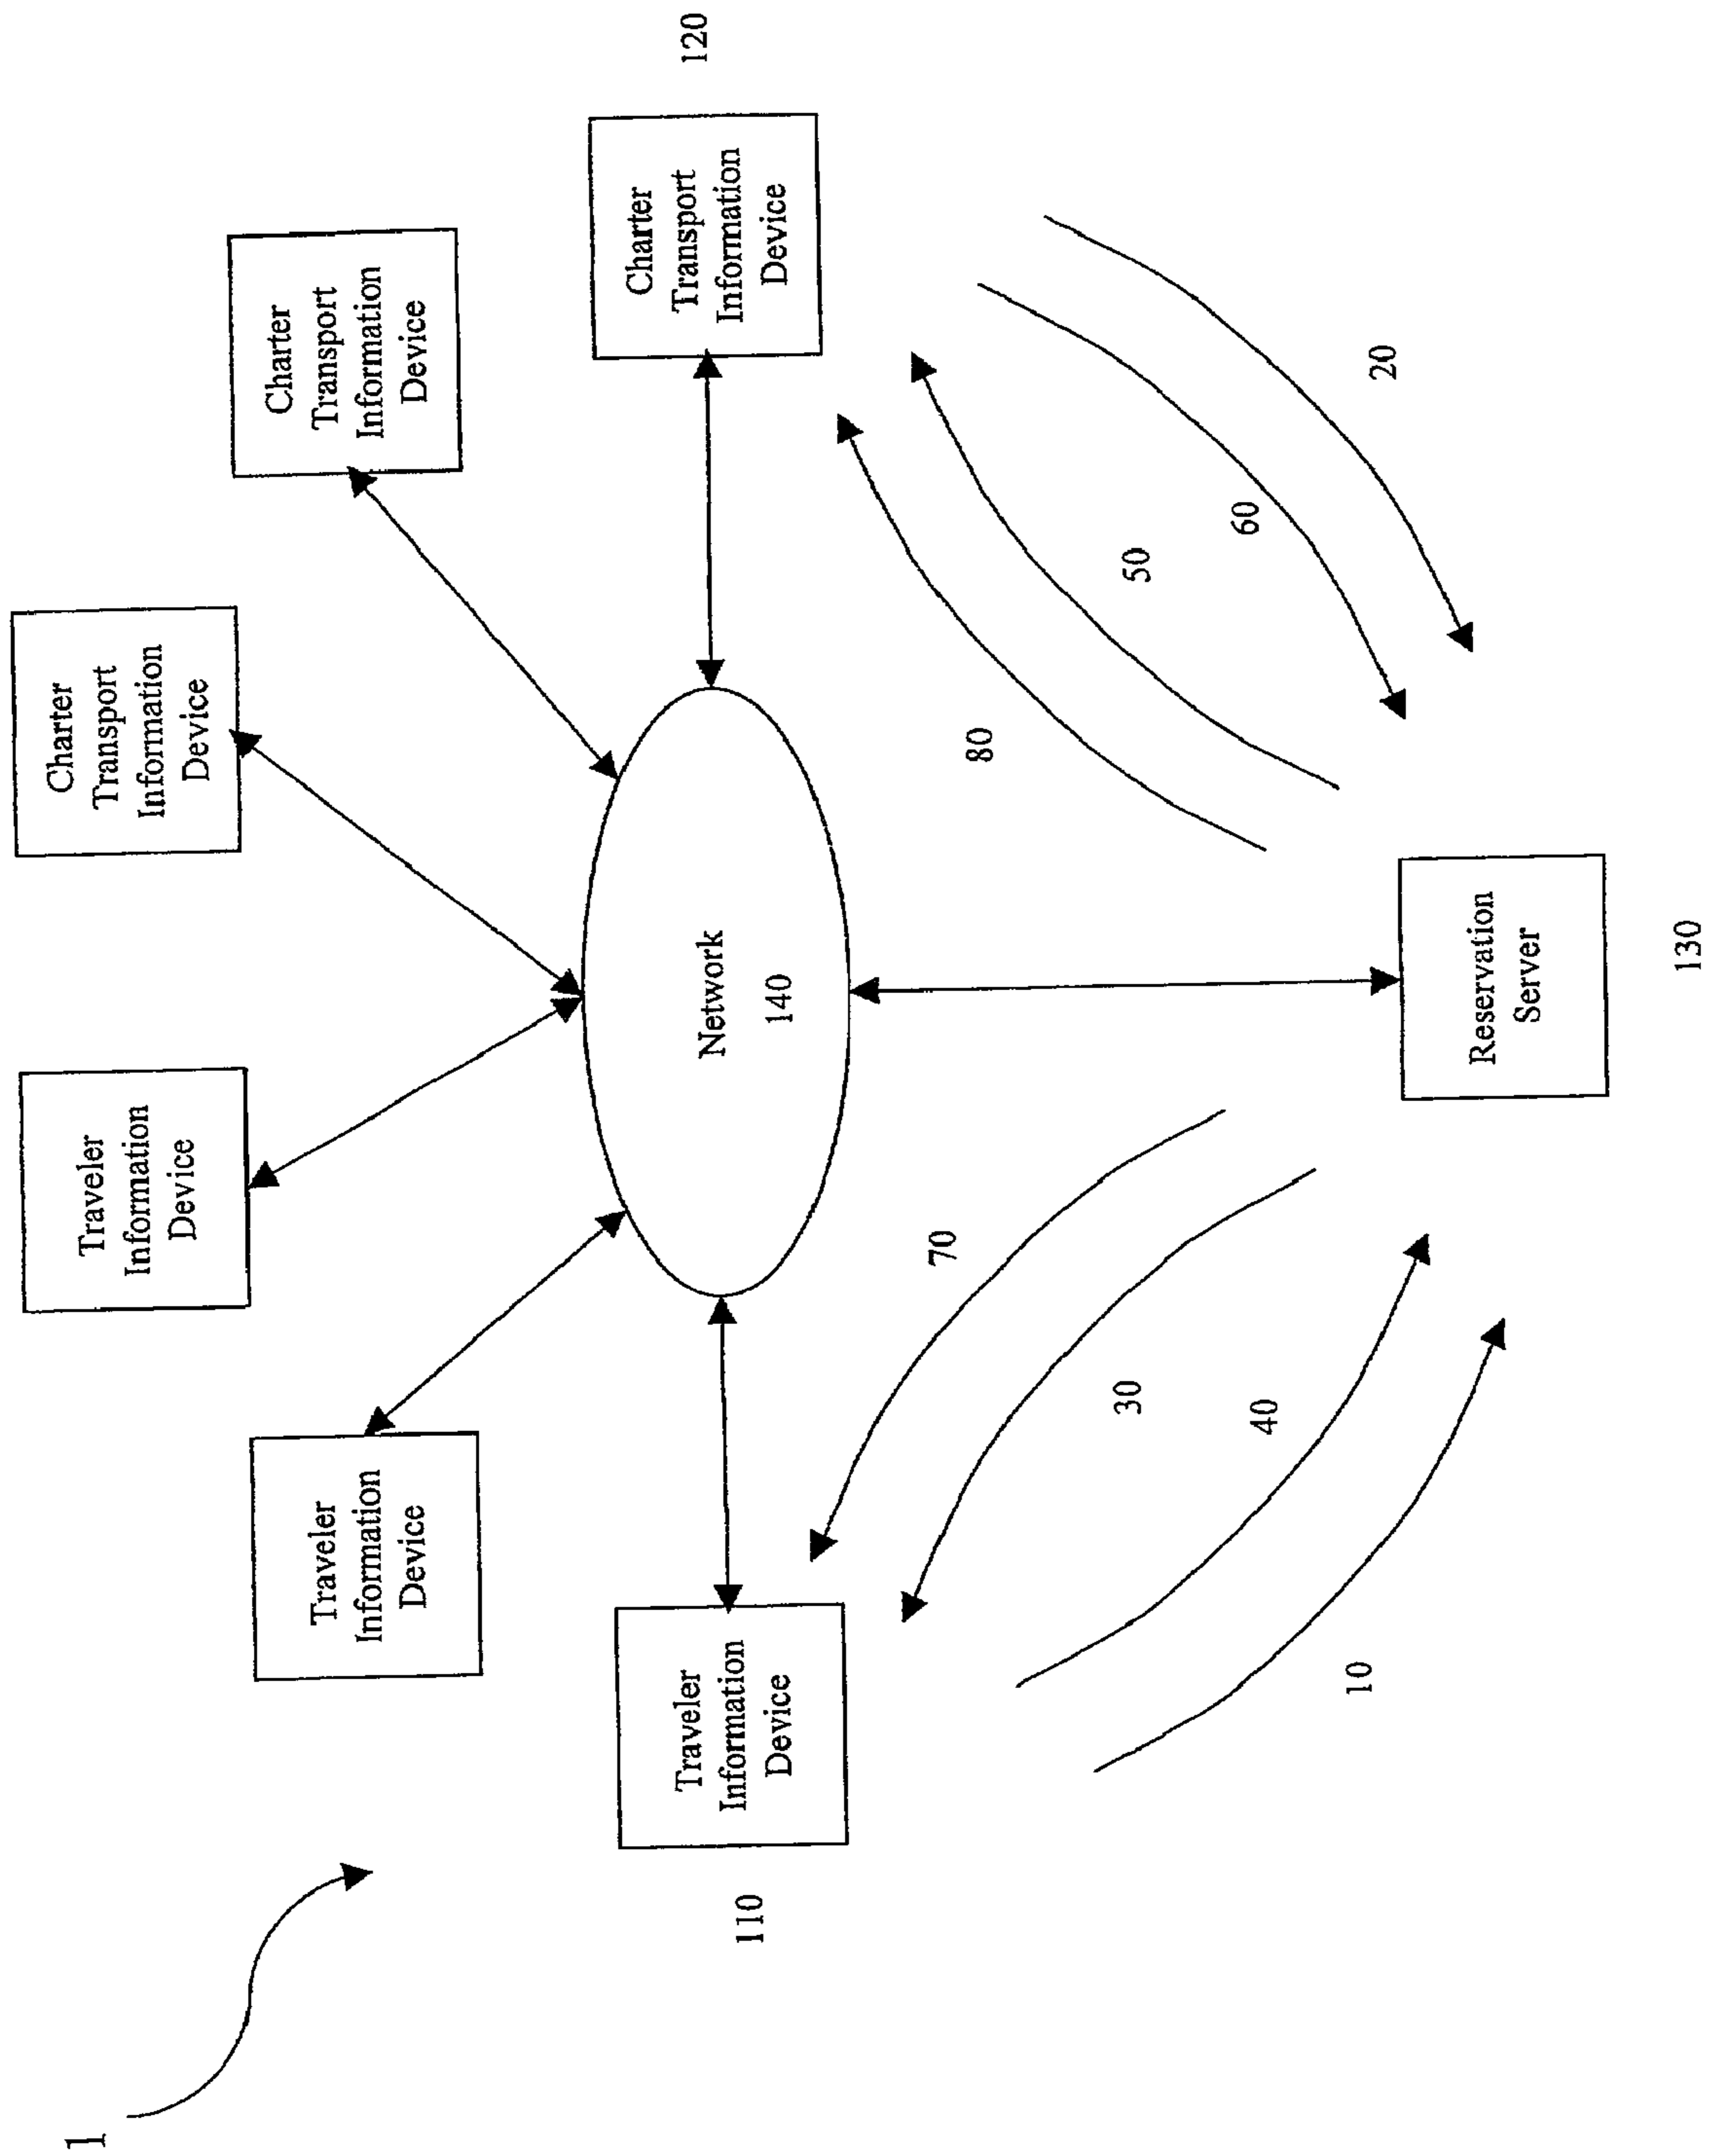 1
Traveler
Information
Device
Charter
Transport
Information
Device
Traveler
Information
Device
Charter
Transport
Information
Device
110
Traveler
Information
Device
Network
140
Charter
Transport
Information
Device
120
70
80
30
50
40
60
10
20
Reservation
Server
130